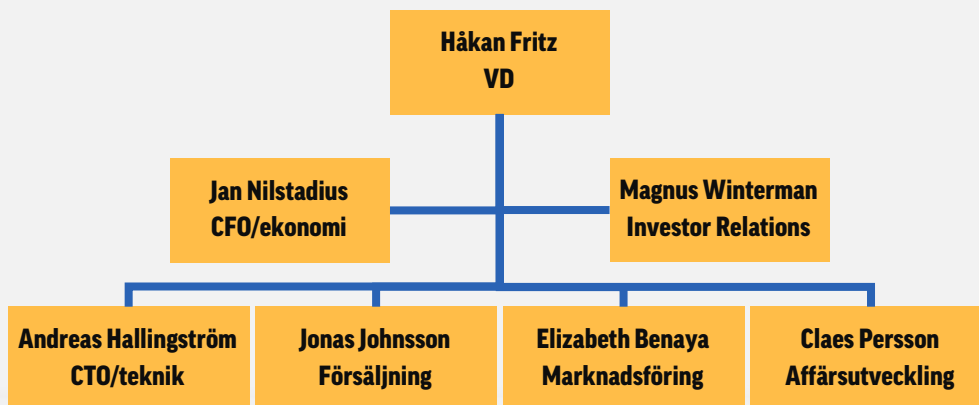 Håkan Fritz
VD
Jan Nilstadius
CFO/ekonomi
Magnus Winterman
Investor Relations
Andreas Hallingström
CTO/teknik
Jonas Johnsson
Försäljning
Elizabeth Benaya
Marknadsföring
Claes Persson
Affärsutveckling